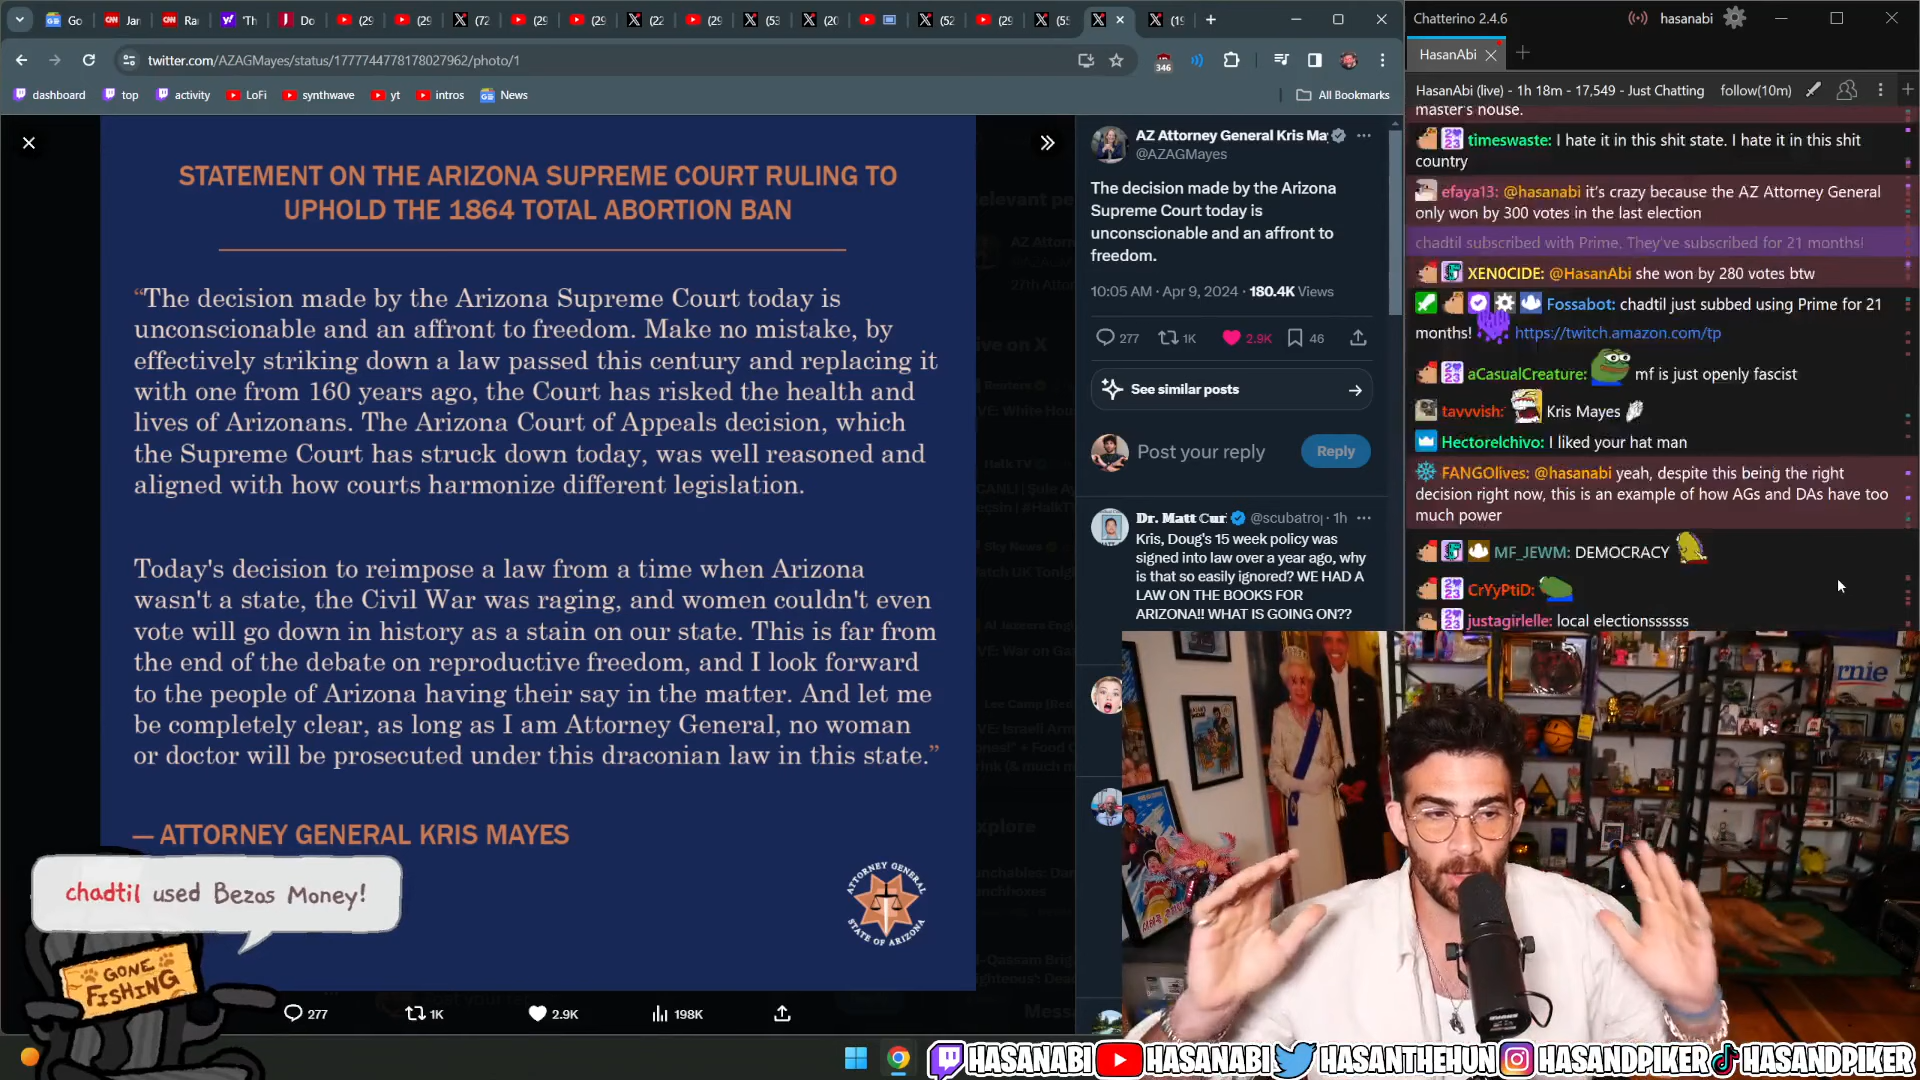 twitter.com/AZAGMayes/status/1777744778178027962/photo/1
346
dashboard
top
activity
LoFi
synthwave
yt
intros
News
All Bookmarks
STATEMENT ON THE ARIZONA SUPREME COURT RULING TO
UPHOLD THE 1864 TOTAL ABORTION BAN
“The decision made by the Arizona Supreme Court today is
unconscionable and an affront to freedom. Make no mistake, by
effectively striking down a law passed this century and replacing it
with one from 160 years ago, the Court has risked the health and
lives of Arizonans. The Arizona Court of Appeals decision, which
the Supreme Court has struck down today, was well reasoned and
aligned with how courts harmonize different legislation.
Today's decision to reimpose a law from a time when Arizona
wasn't a state, the Civil War was raging, and women couldn't even
vote will go down in history as a stain on our state. This is far from
the end of the debate on reproductive freedom, and I look forward
to the people of Arizona having their say in the matter. And let me
be completely clear, as long as I am Attorney General, no woman
or doctor will be prosecuted under this draconian law in this state.”
— ATTORNEY GENERAL KRIS MAYES
ATTORNEY GENERAL
STATE OF ARIZONA
chadtil used Bezos Money!
GONE
FISHING
277
1K
2.9K
198K
AZ Attorney General Kris Ma
@AZAGMayes
The decision made by the Arizona
Supreme Court today is
unconscionable and an affront to
freedom.
10:05 AM · Apr 9, 2024 · 180.4K Views
277
1K
2.9K
46
See similar posts
Post your reply
Reply
Dr. Matt Cur @scubatro · 1h
Kris, Doug's 15 week policy was
signed into law over a year ago, why
is that so easily ignored? WE HAD A
LAW ON THE BOOKS FOR
ARIZONA!! WHAT IS GOING ON??
Chatterino 2.4.6
hasanabi
HasanAbi
HasanAbi (live) - 1h 18m - 17,549 - Just Chatting
follow(10m)
master's house.
timeswaste: I hate it in this shit state. I hate it in this shit
country
efaya13: @hasanabi it's crazy because the AZ Attorney General
only won by 300 votes in the last election
chadtil subscribed with Prime. They've subscribed for 21 months!
XEN0CIDE: @HasanAbi she won by 280 votes btw
Fossabot: chadtil just subbed using Prime for 21
months! https://twitch.amazon.com/tp
aCasualCreature: mf is just openly fascist
tavvvish: Kris Mayes
Hectorelchivo: I liked your hat man
FANGOlives: @hasanabi yeah, despite this being the right
decision right now, this is an example of how AGs and DAs have too
much power
MF_JEWM: DEMOCRACY
CrYyPtiD:
justagirlelle: local electionssssss
rnie
HASANABI HASANABI HASANTHEHUN HASANDPIKER HASANDPIKER